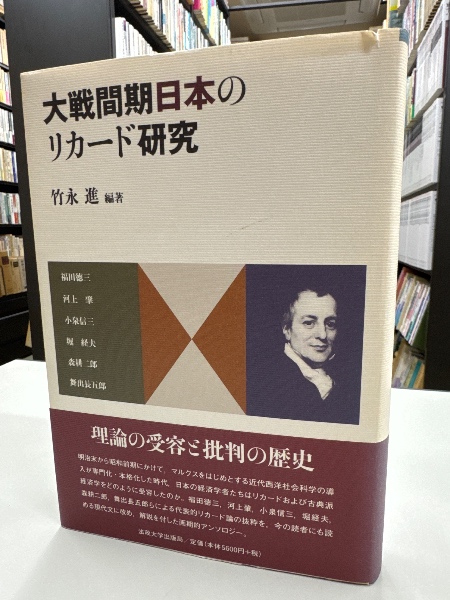 大戦間期日本の
リカード研究
竹永 進 編著
福田徳三
河上 肇
小泉信三
堀 経夫
森耕二郎
舞出長五郎
理論の受容と批判の歴史
明治末から昭和前期にかけて、マルクスをはじめとする近代西洋社会科学の導
入が専門化・本格化した時代、日本の経済学者たちはリカードおよび古典派
経済学をどのように受容したのか。福田徳三、河上肇、小泉信三、堀経夫、
森耕二郎、舞出長五郎らによる代表的リカード論の抜粋を、今の読者にも読
める現代文に改め、解説を付した画期的アンソロジー。
法政大学出版局／定価（本体5600円+税）